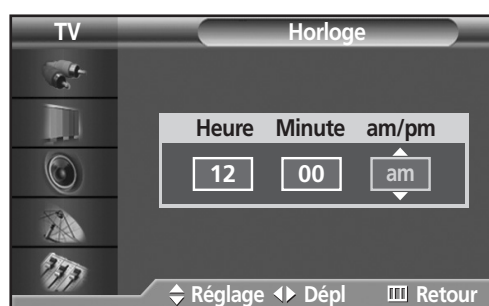 TV Horloge
Heure Minute am/pm
12 00 am
Réglage Dépl Retour